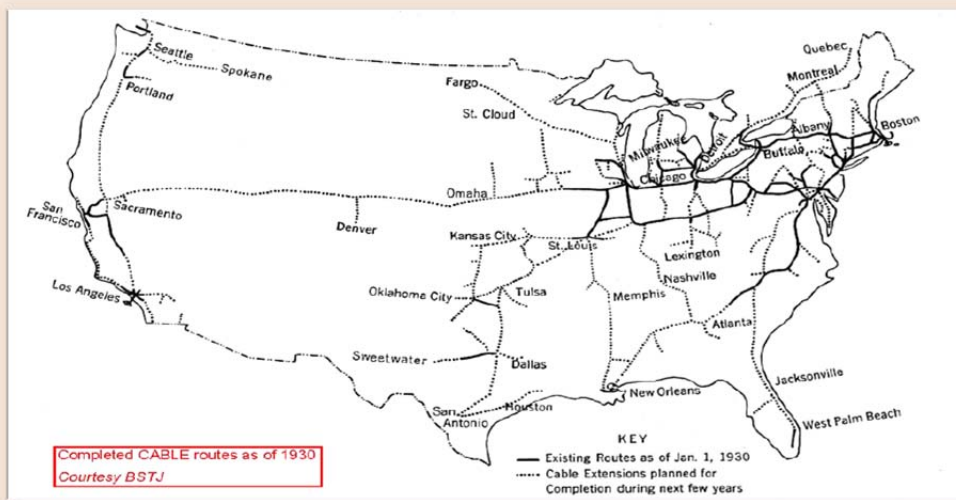 Quebec
Seattle
Montreal
Spokane
Fargo
Portland
St. Cloud
Boston
Albany
Milwaukee
Detroit
Buffalo
Chicago
Omaha
Sacramento
San
Francisco
Denver
Kansas City
St. Louis
Lexington
Nashville
Los Angeles
Oklahoma City
Tulsa
Memphis
Atlanta
Sweetwater
Dallas
Jacksonville
New Orleans
Houston
San
Antonio
West Palm Beach
KEY
Existing Routes as of Jan. 1, 1930
Cable Extensions planned for
Completion during next few years
Completed CABLE routes as of 1930
Courtesy BSTJ